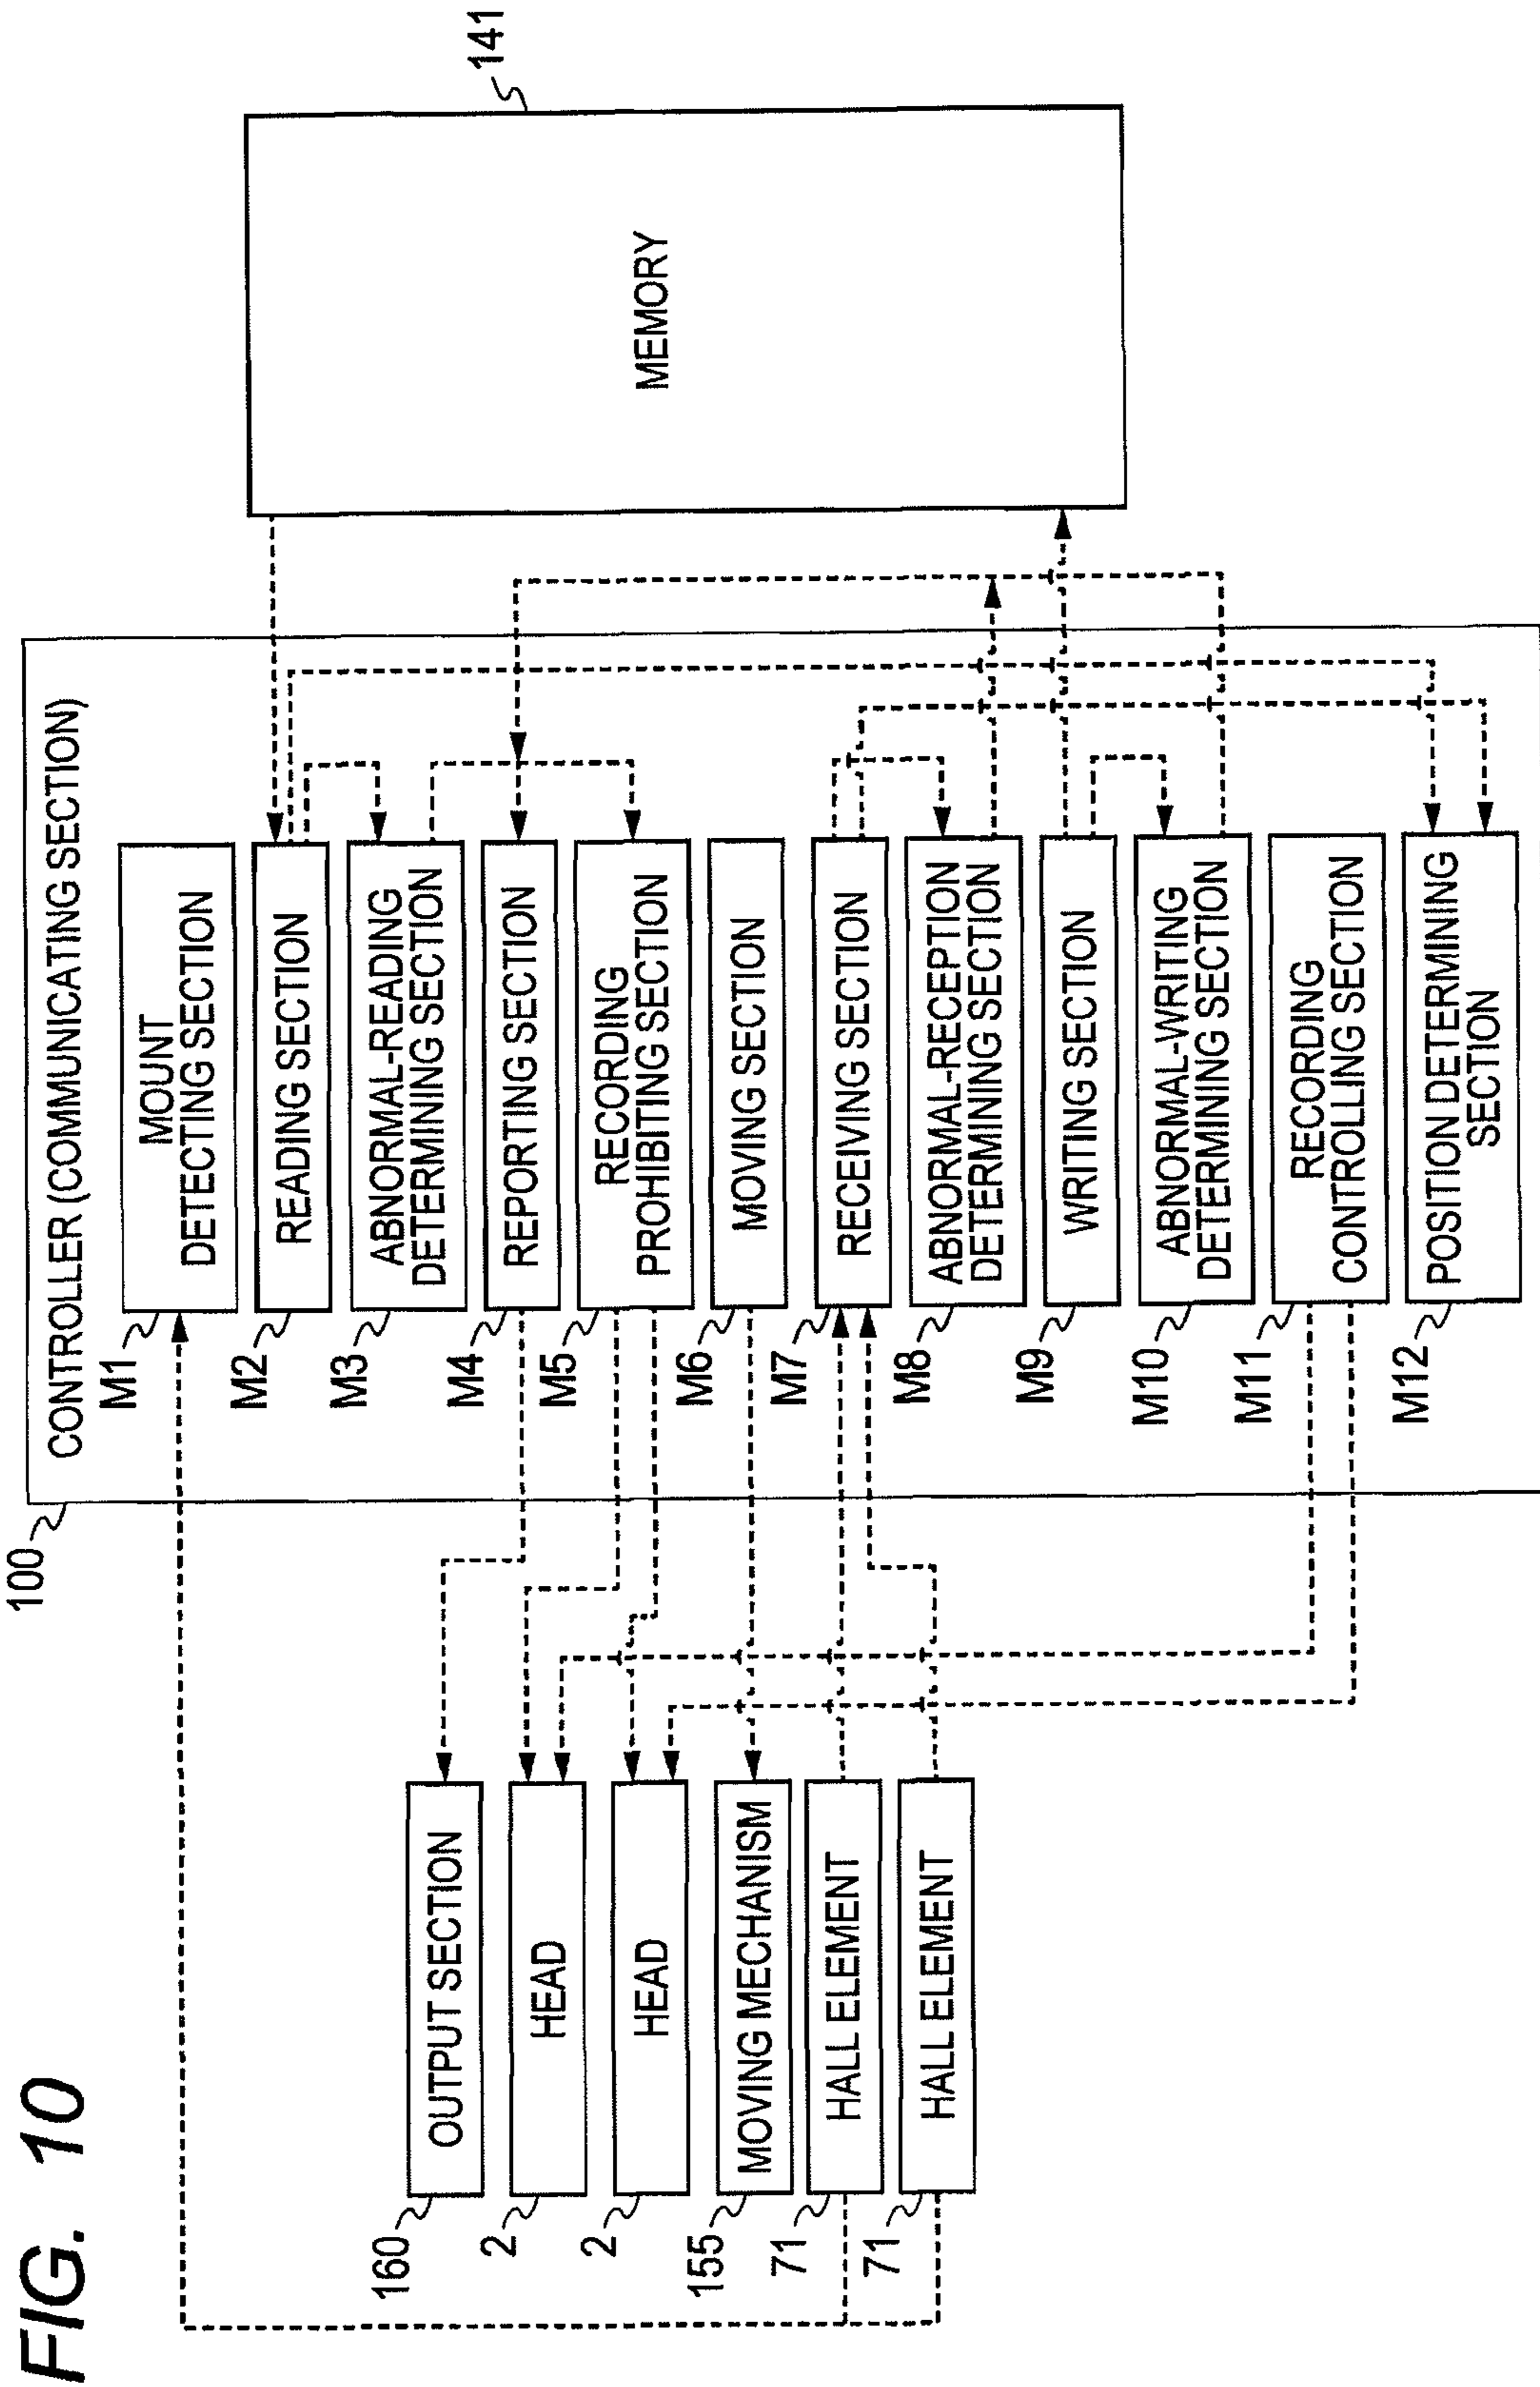 FIG. 10
100
CONTROLLER (COMMUNICATING SECTION)
M1
MOUNT
DETECTING SECTION
M2
READING SECTION
M3
ABNORMAL-READING
DETERMINING SECTION
M4
REPORTING SECTION
M5
RECORDING
PROHIBITING SECTION
M6
MOVING SECTION
M7
RECEIVING SECTION
M8
ABNORMAL-RECEPTION
DETERMINING SECTION
M9
WRITING SECTION
M10
ABNORMAL-WRITING
DETERMINING SECTION
M11
RECORDING
CONTROLLING SECTION
M12
POSITION DETERMINING
SECTION
160
OUTPUT SECTION
2
HEAD
2
HEAD
155
MOVING MECHANISM
71
HALL ELEMENT
71
HALL ELEMENT
141
MEMORY